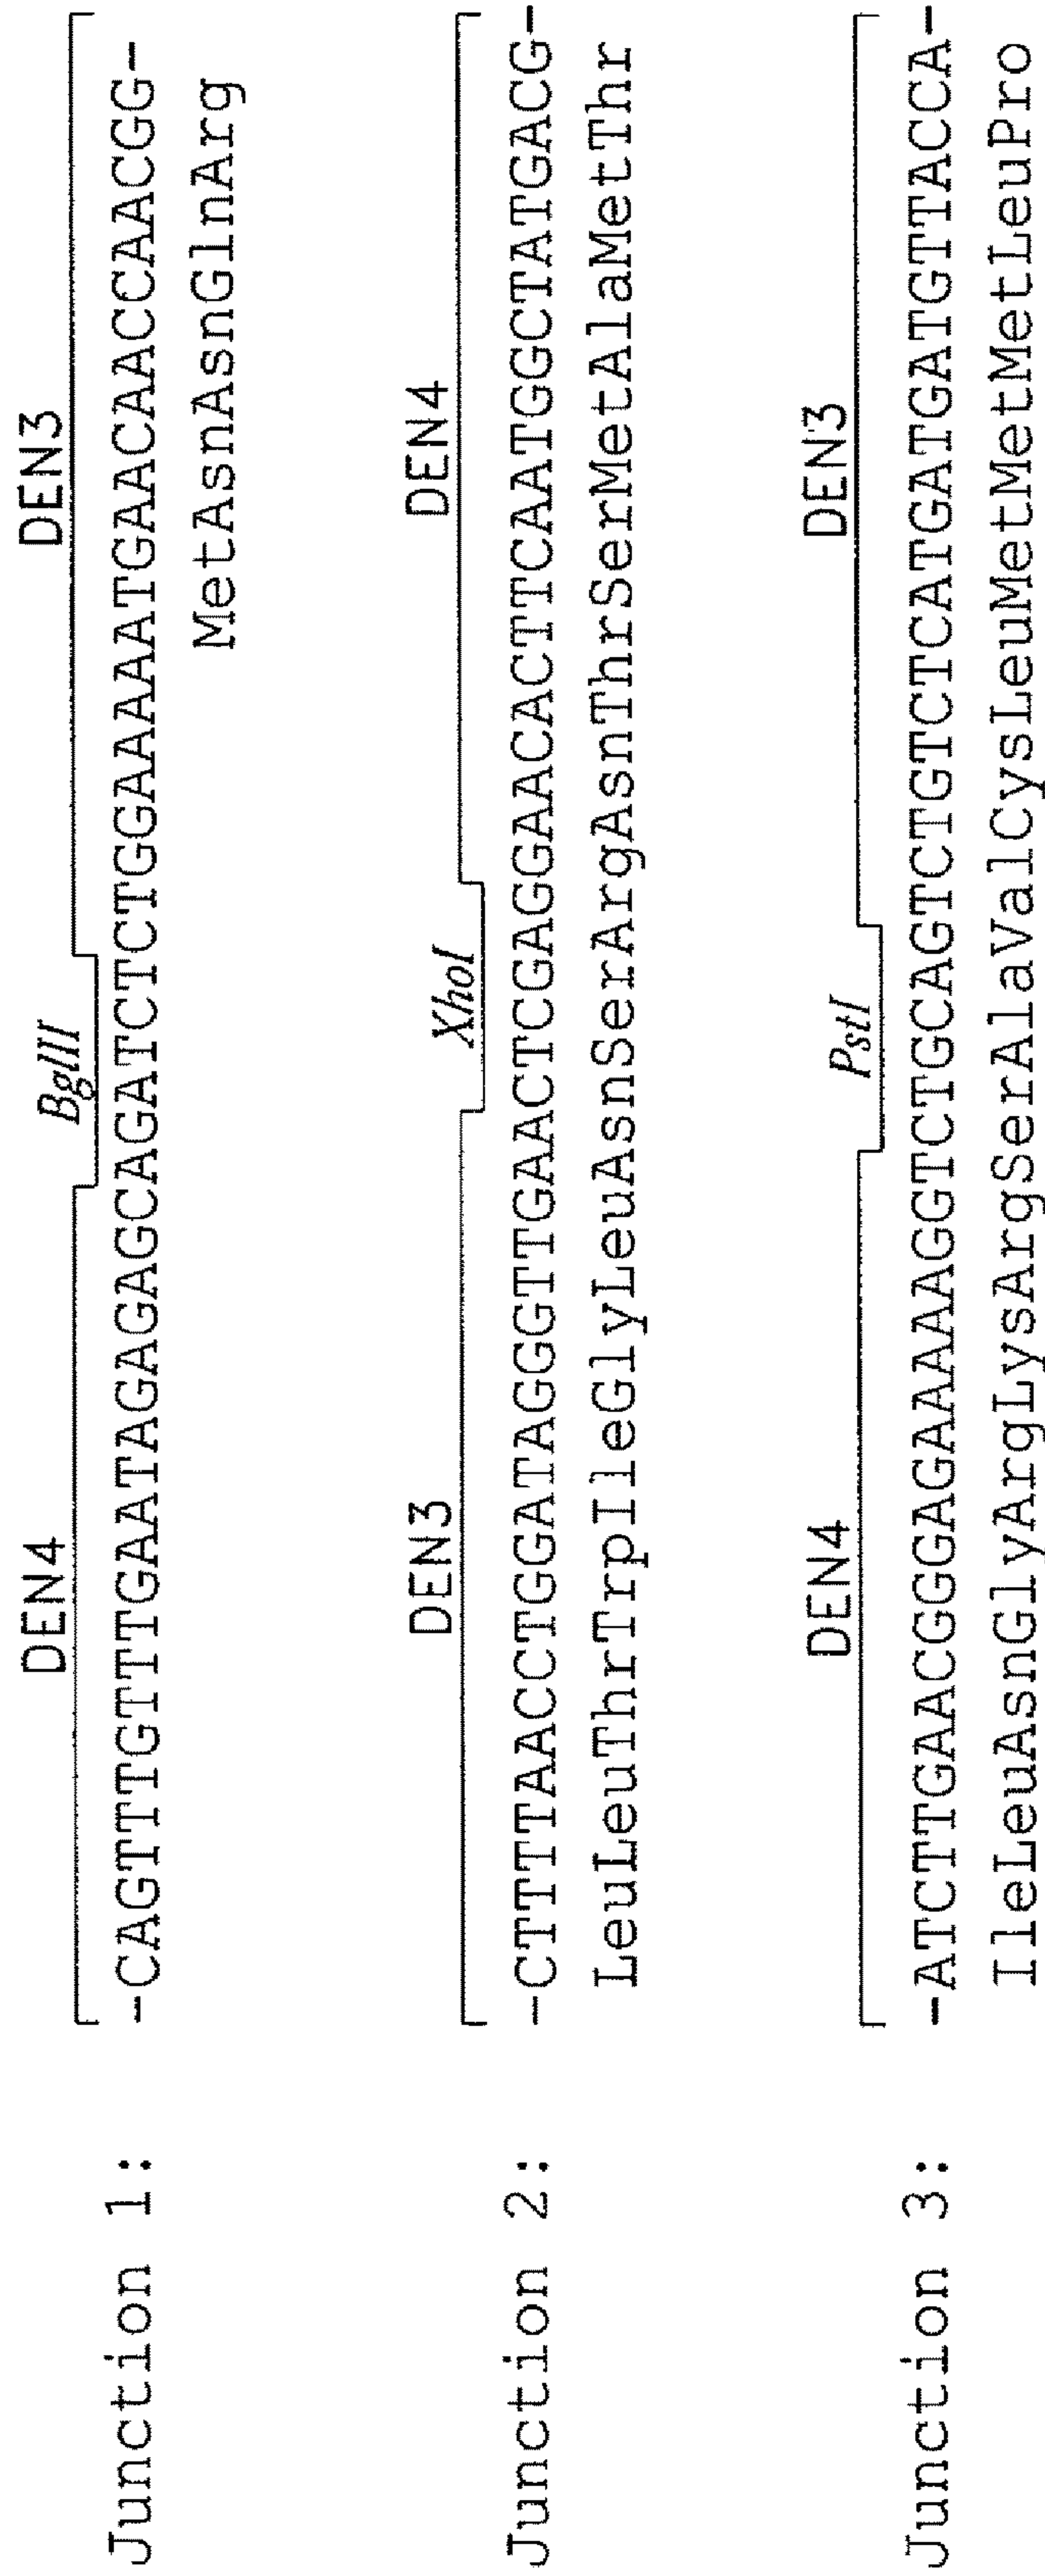 DEN4 DEN3
BglII
Junction 1: -CAGTTTGTTTGAATAGAGAGCAGATCTCTGGAAAAATGAACAACCAACGG-
MetAsnAsnGlnArg
DEN3 DEN4
XhoI
Junction 2: -CTTTTAACCTGGATAGGGTTGAACTCGAGGAACACTTCAATGGCTATGACG-
LeuLeuThrTrpIleGlyLeuAsnSerArgAsnThrSerMetAlaMetThr
DEN4 DEN3
PstI
Junction 3: -ATCTTGAACGGGAGAAAAAGGTCTGCAGTCTGTCTCATGATGATGTTACCA-
IleLeuAsnGlyArgLysArgSerAlaValCysLeuMetMetMetLeuPro